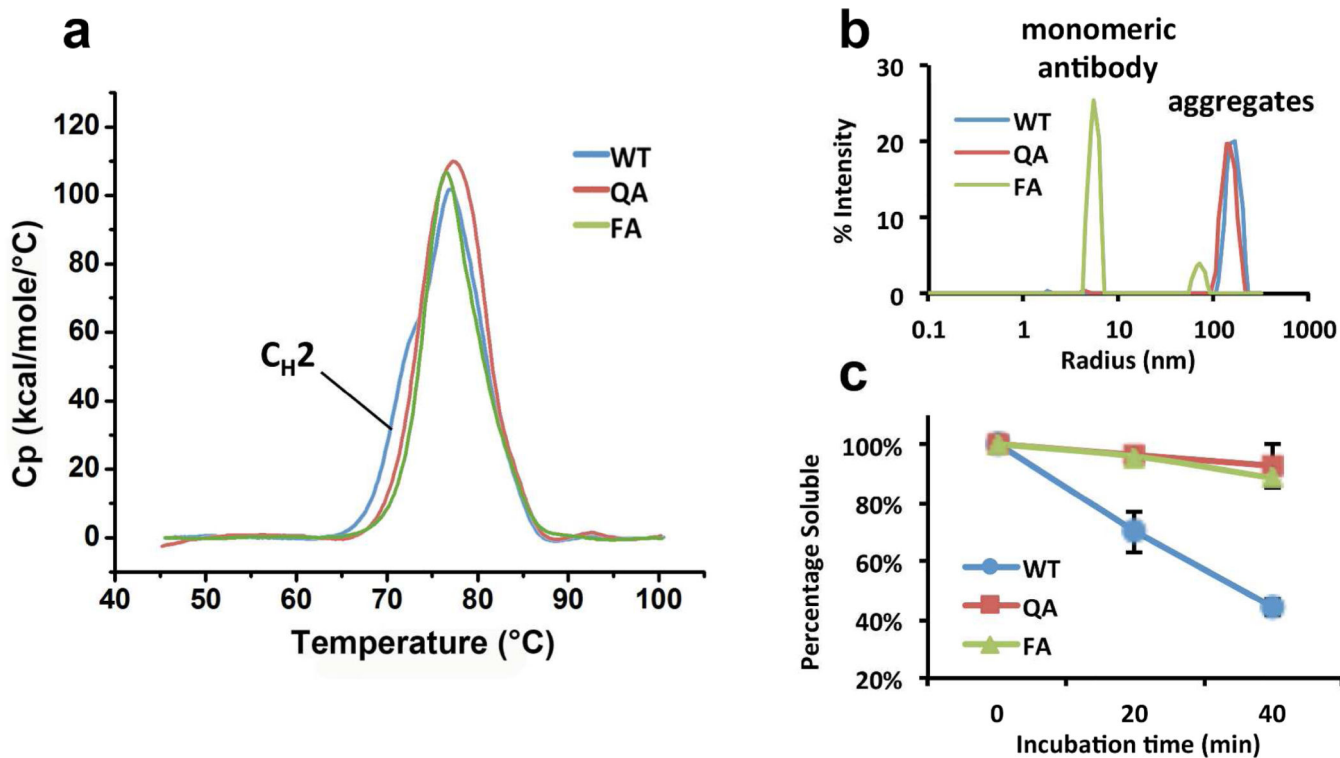 a
Cp (kcal/mole/°C)
120
100
80
60
40
20
0
40 50 60 70 80 90 100
Temperature (°C)
WT
QA
FA
C_H2
b
monomeric
antibody
aggregates
% Intensity
30
20
10
0
0.1 1 10 100 1000
Radius (nm)
WT
QA
FA
c
Percentage Soluble
100%
80%
60%
40%
20%
0 20 40
Incubation time (min)
WT
QA
FA